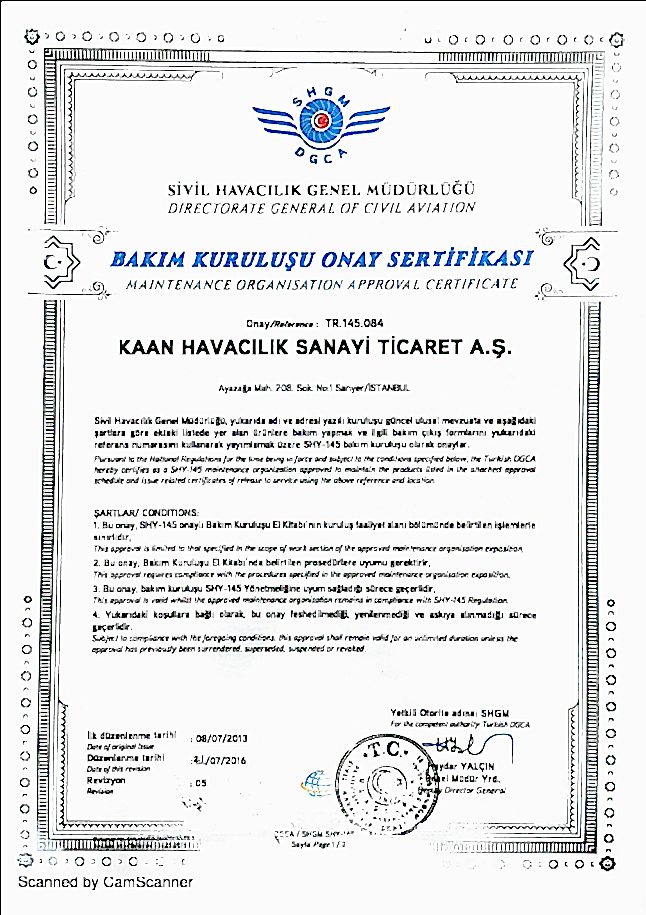 SHGM
DGCA
SİVİL HAVACILIK GENEL MÜDÜRLÜĞÜ
DIRECTORATE GENERAL OF CIVIL AVIATION
BAKIM KURULUŞU ONAY SERTİFİKASI
MAINTENANCE ORGANISATION APPROVAL CERTIFICATE
Onay/Reference : TR.145.084
KAAN HAVACILIK SANAYİ TİCARET A.Ş.
Ayazağa Mah. 208. Sok. No:1 Sarıyer/İSTANBUL
Sivil Havacılık Genel Müdürlüğü, yukarıda adı ve adresi yazılı kuruluşu güncel ulusal mevzuata ve aşağıdaki
şartlara göre ekteki listede yer alan ürünlere bakım yapmak ve ilgili bakım çıkış formlarını yukarıdaki
referans numarasını kullanarak yayımlamak üzere SHY-145 bakım kuruluşu olarak onaylar.
Pursuant to the National Regulations for the time being in force and subject to the conditions specified below, the Turkish DGCA
hereby certifies as a SHY-145 maintenance organization approved to maintain the products listed in the attached approval
schedule and issue related certificates of release to service using the above reference and location.
ŞARTLAR/ CONDITIONS:
1. Bu onay, SHY-145 onaylı Bakım Kuruluşu El Kitabı'nın kuruluş faaliyet alanı bölümünde belirtilen işlemlerle
sınırlıdır,
This approval is limited to that specified in the scope of work section of the approved maintenance organisation exposition,
2. Bu onay, Bakım Kuruluşu El Kitabı'nda belirtilen prosedürlere uyumu gerektirir,
This approval requires compliance with the procedures specified in the approved maintenance organisation exposition,
3. Bu onay, bakım kuruluşu SHY-145 Yönetmeliğine uyum sağladığı sürece geçerlidir,
This approval is valid whilst the approved maintenance organisation remains in compliance with SHY-145 Regulation.
4. Yukarıdaki koşullara bağlı olarak, bu onay feshedilmediği, yenilenmediği ve askıya alınmadığı sürece
geçerlidir.
Subject to compliance with the foregoing conditions, this approval shall remain valid for an unlimited duration unless the
approval has previously been surrendered, superseded, suspended or revoked.
Yetkili Otorite adına: SHGM
For the competent authority: Turkish DGCA
İlk düzenlenme tarihi : 08/07/2013
Date of original issue
Düzenlenme tarihi : /07/2016
Date of this revision
Revizyon : 05
Revision
T.C.
YALÇIN
Müdür Yrd.
Deputy Director General
Sayfa /Page 1 / 2
Scanned by CamScanner